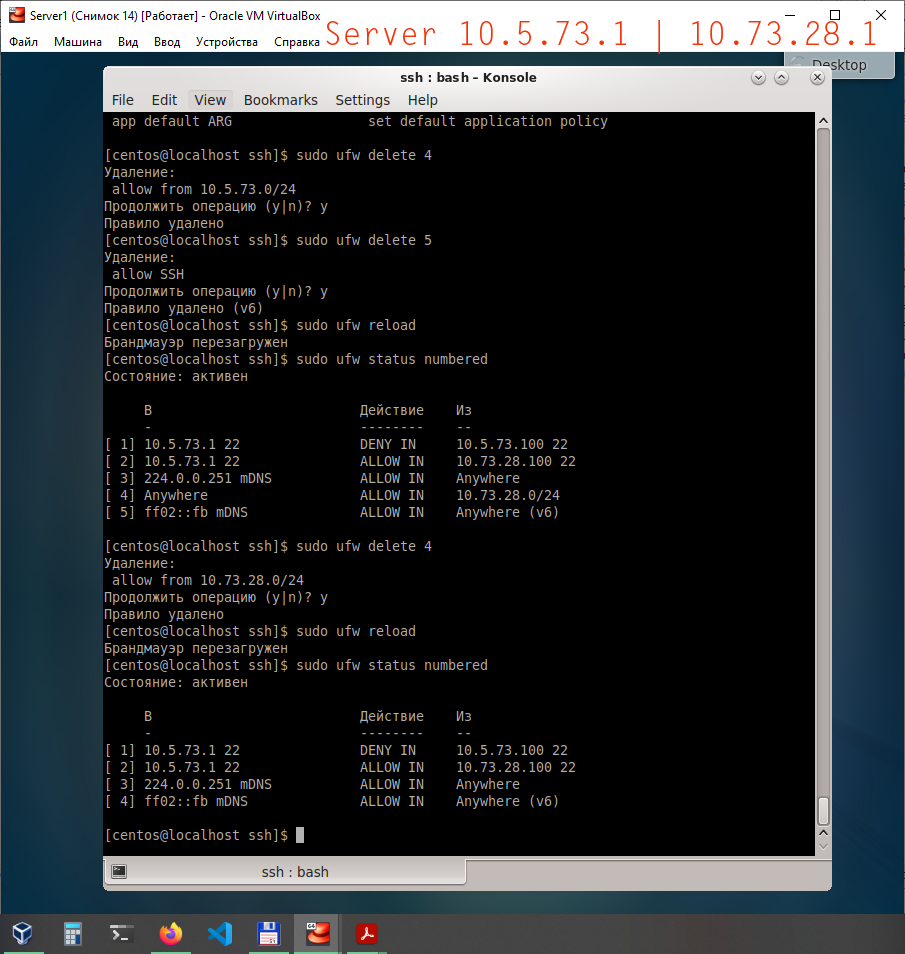 Server1 (Снимок 14) [Работает] - Oracle VM VirtualBox
Файл Машина Вид Ввод Устройства Справка
Server 10.5.73.1 | 10.73.28.1
Desktop
ssh : bash – Konsole
File Edit View Bookmarks Settings Help
app default ARG set default application policy
[centos@localhost ssh]$ sudo ufw delete 4
Удаление:
allow from 10.5.73.0/24
Продолжить операцию (y|n)? y
Правило удалено
[centos@localhost ssh]$ sudo ufw delete 5
Удаление:
allow SSH
Продолжить операцию (y|n)? y
Правило удалено (v6)
[centos@localhost ssh]$ sudo ufw reload
Брандмауэр перезагружен
[centos@localhost ssh]$ sudo ufw status numbered
Состояние: активен
В Действие Из
- -------- --
[ 1] 10.5.73.1 22 DENY IN 10.5.73.100 22
[ 2] 10.5.73.1 22 ALLOW IN 10.73.28.100 22
[ 3] 224.0.0.251 mDNS ALLOW IN Anywhere
[ 4] Anywhere ALLOW IN 10.73.28.0/24
[ 5] ff02::fb mDNS ALLOW IN Anywhere (v6)
[centos@localhost ssh]$ sudo ufw delete 4
Удаление:
allow from 10.73.28.0/24
Продолжить операцию (y|n)? y
Правило удалено
[centos@localhost ssh]$ sudo ufw reload
Брандмауэр перезагружен
[centos@localhost ssh]$ sudo ufw status numbered
Состояние: активен
В Действие Из
- -------- --
[ 1] 10.5.73.1 22 DENY IN 10.5.73.100 22
[ 2] 10.5.73.1 22 ALLOW IN 10.73.28.100 22
[ 3] 224.0.0.251 mDNS ALLOW IN Anywhere
[ 4] ff02::fb mDNS ALLOW IN Anywhere (v6)
[centos@localhost ssh]$
ssh : bash